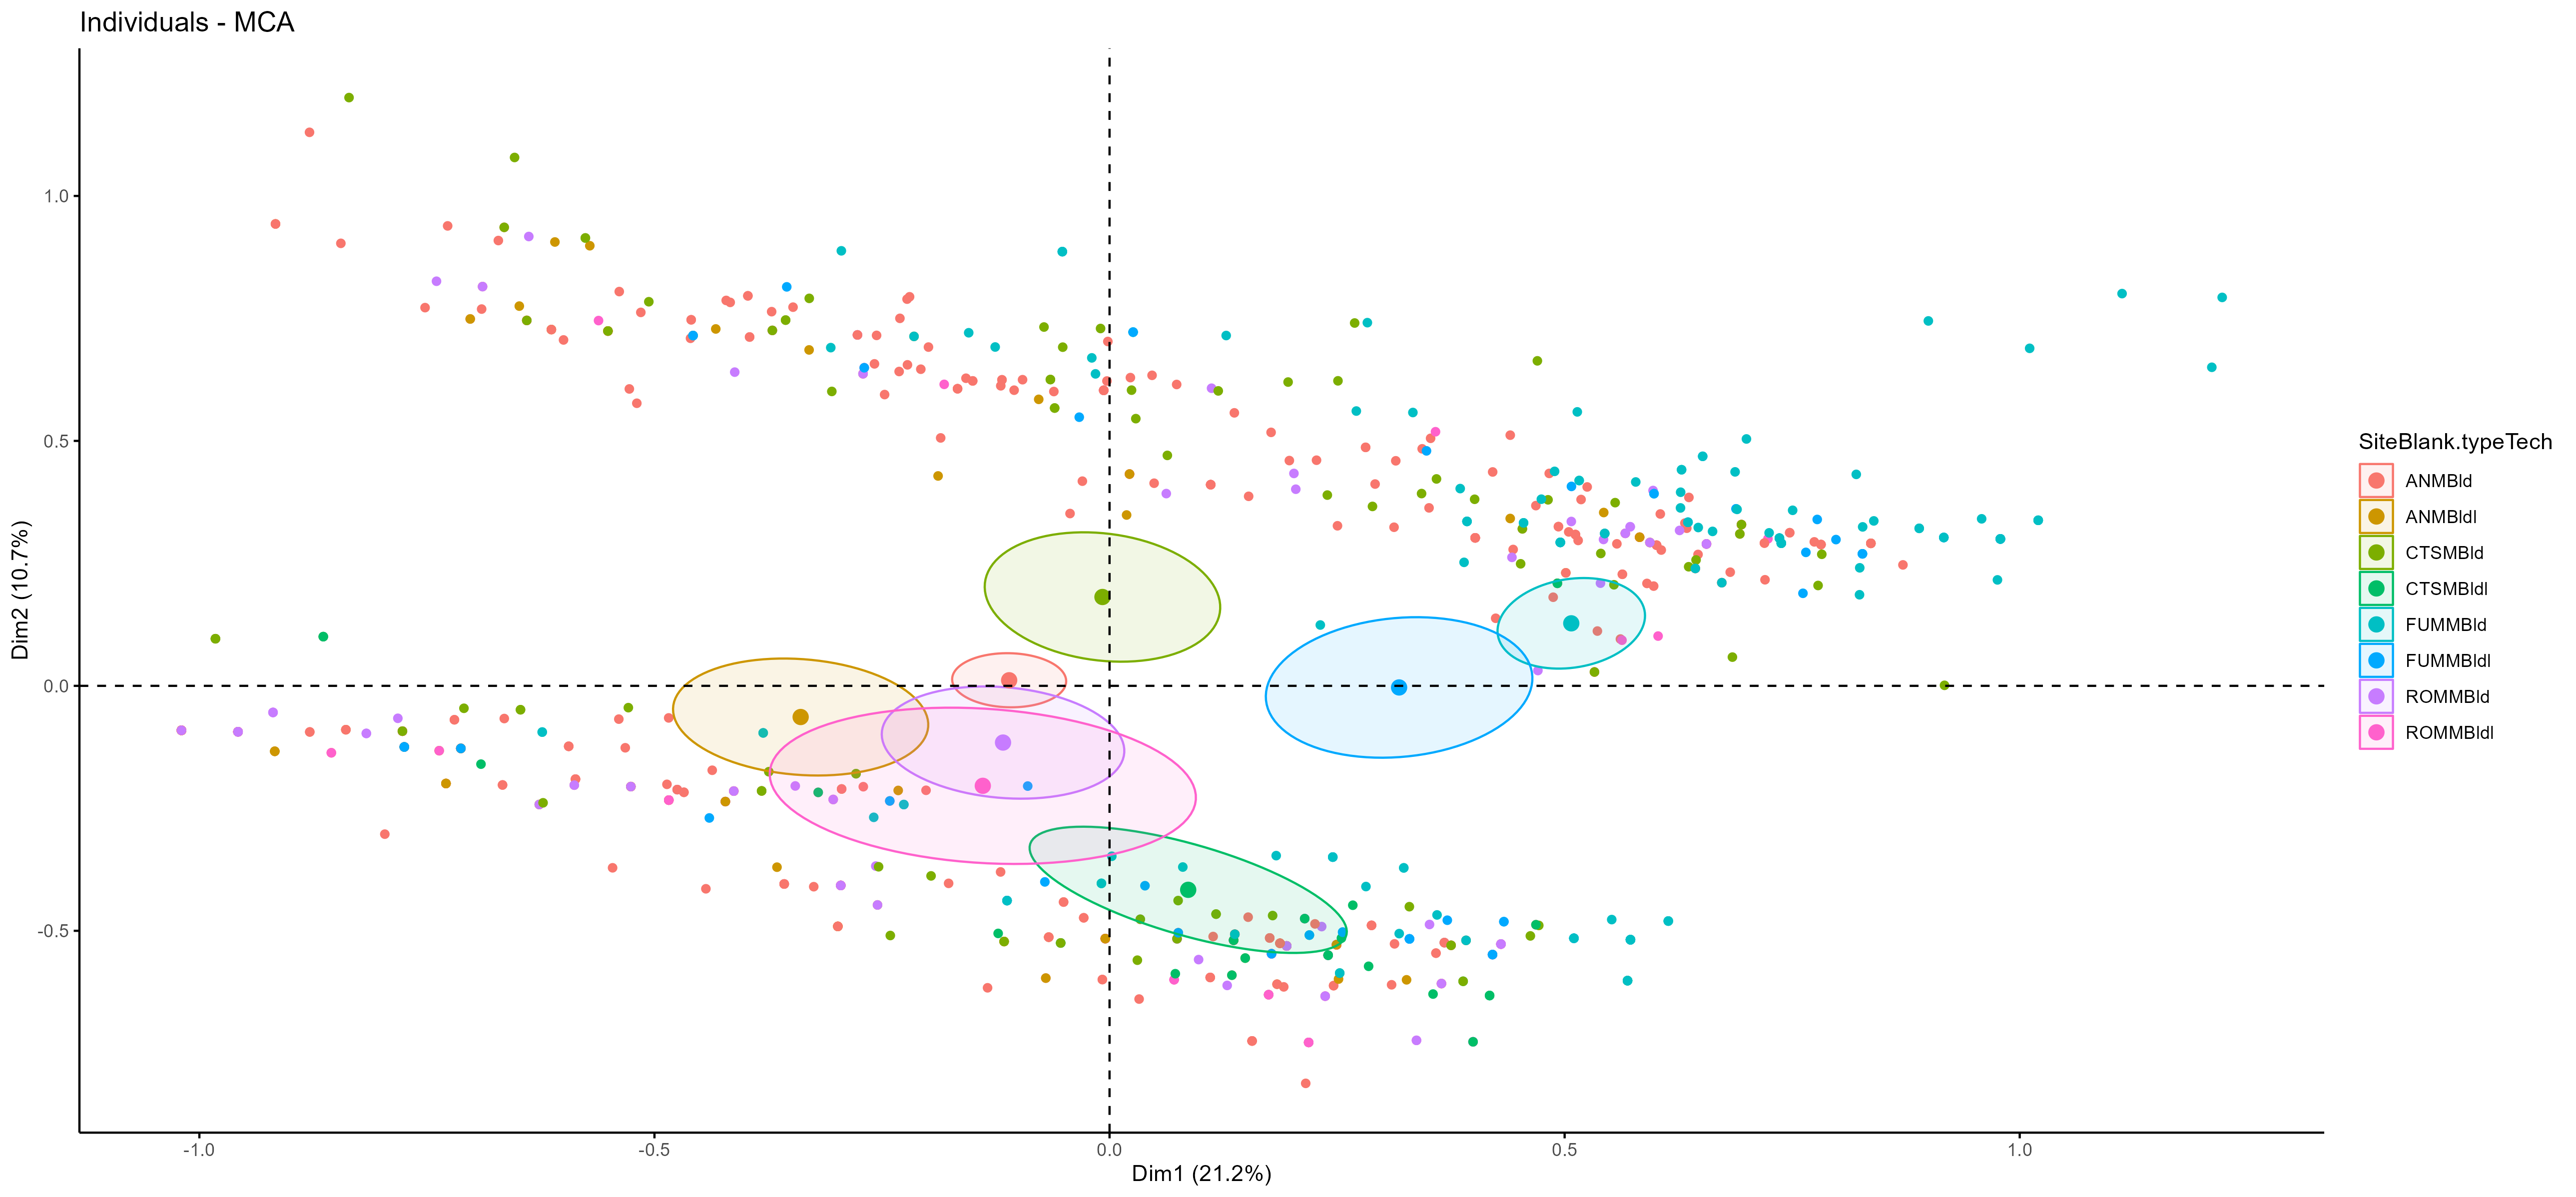 Individuals - MCA
1.0
0.5
0.0
-0.5
Dim2 (10.7%)
-1.0 -0.5 0.0 0.5 1.0
Dim1 (21.2%)
SiteBlank.typeTech
ANMBld
ANMBldl
CTSMBld
CTSMBldl
FUMMBld
FUMMBldl
ROMMBld
ROMMBldl